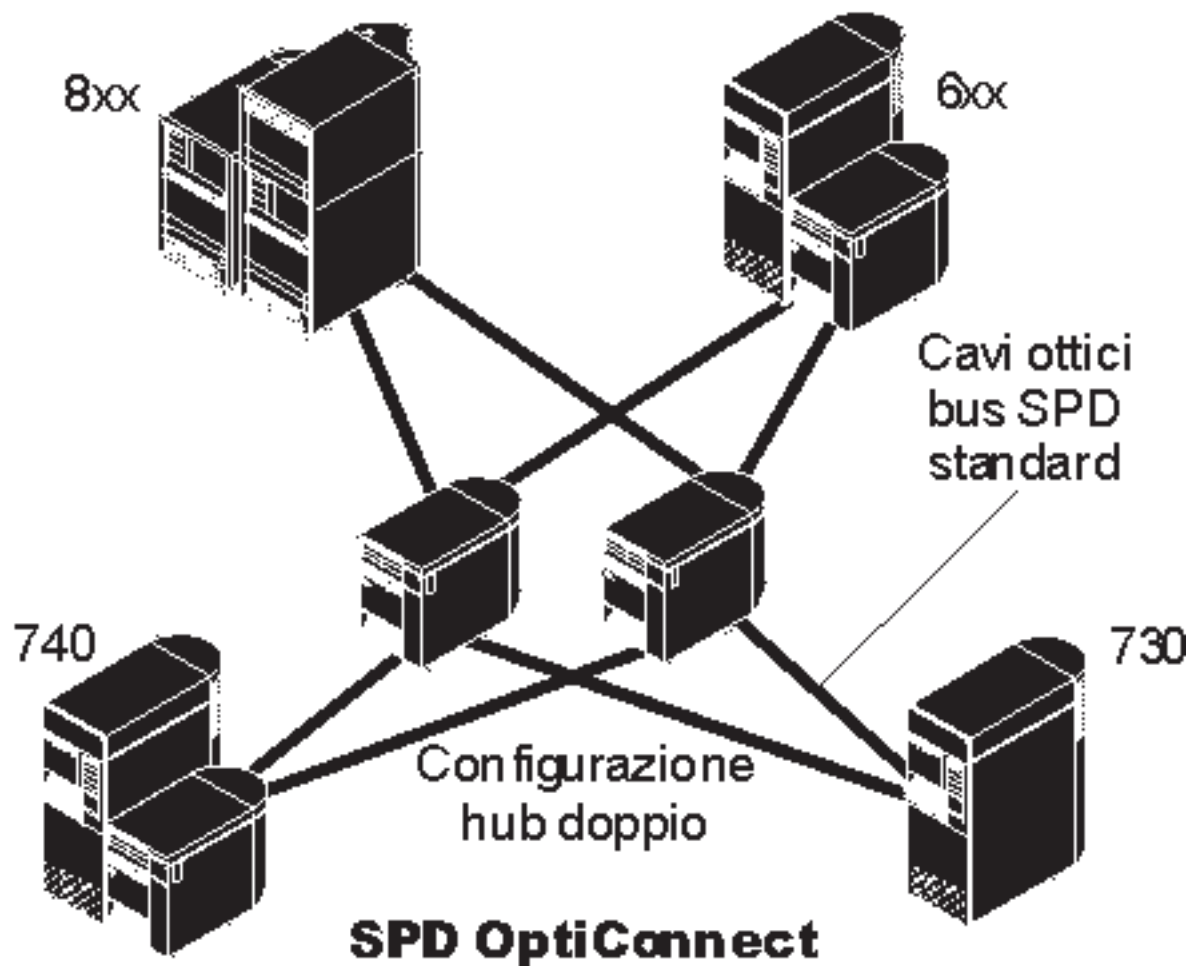 8xx
6xx
Cavi ottici
bus SPD
standard
740
730
Configurazione
hub doppio
SPD OptiConnect